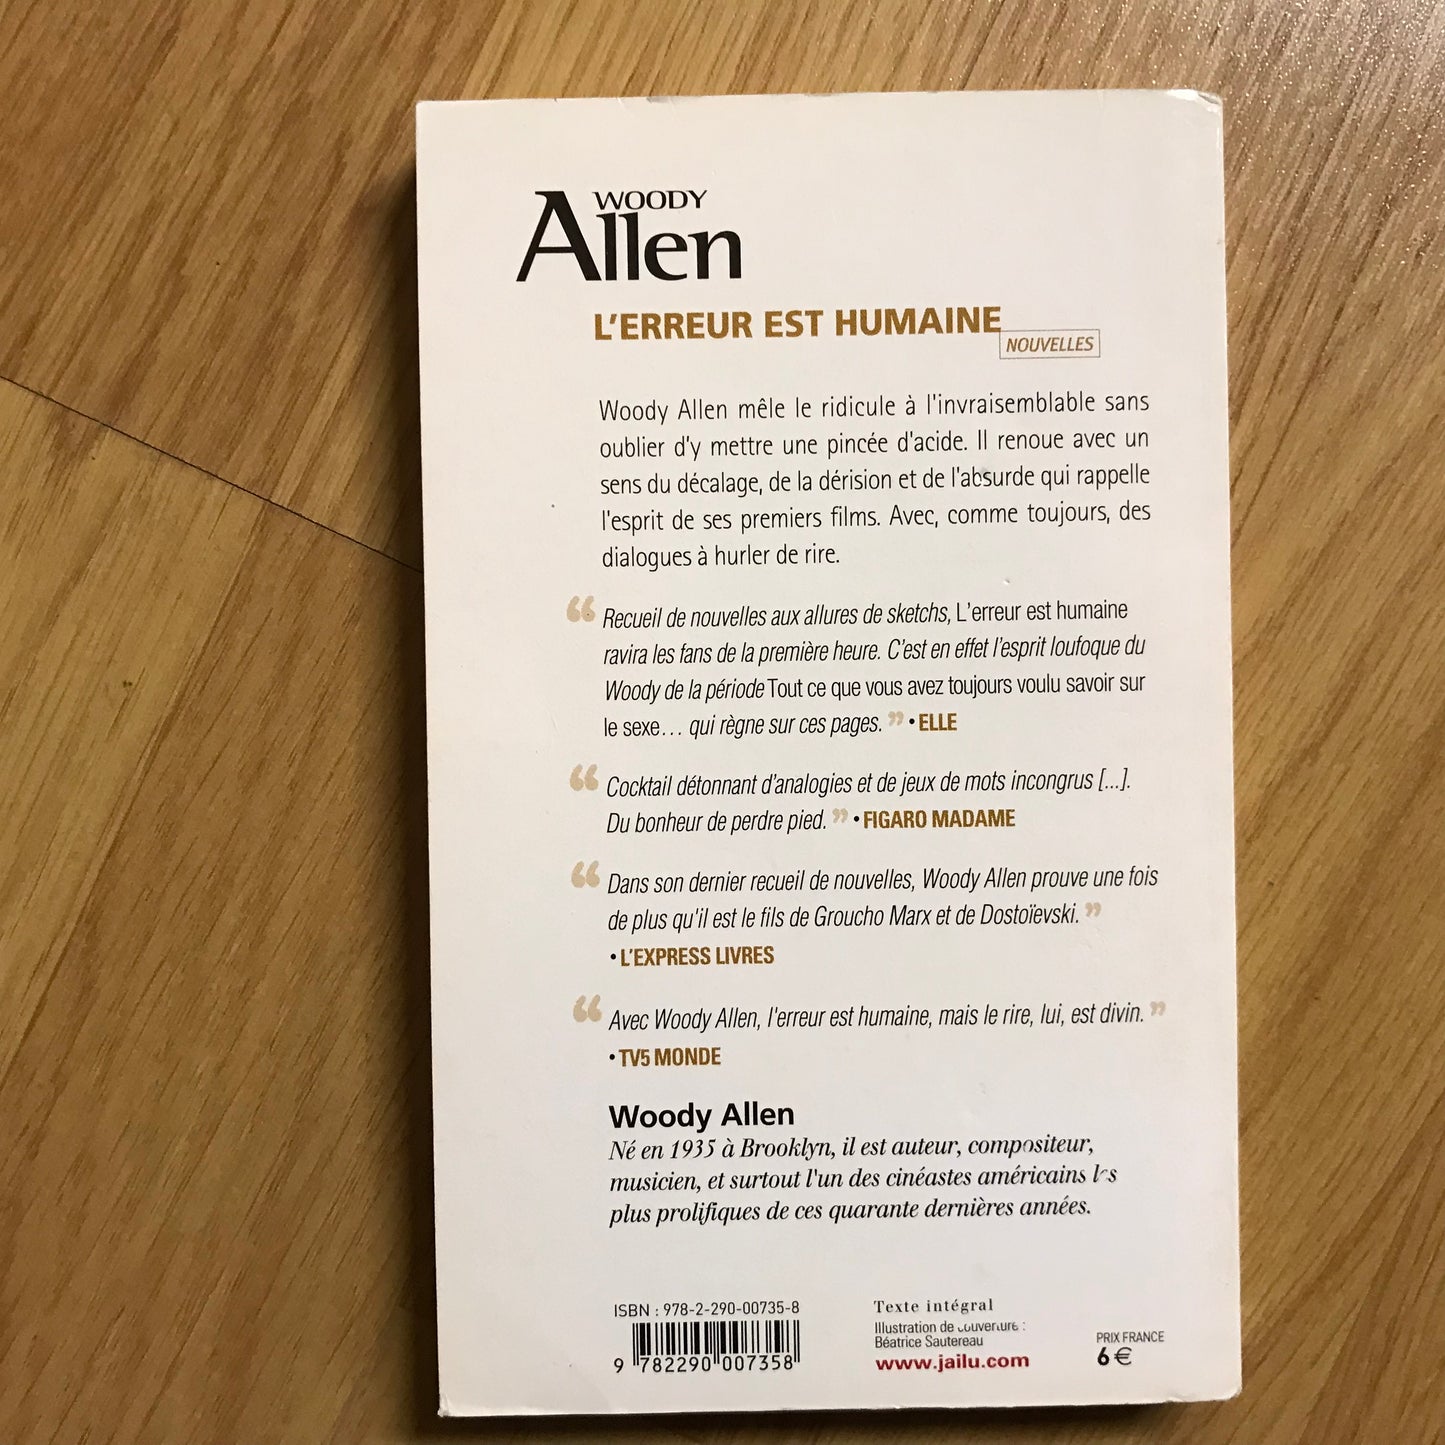 WOODY
Allen
L'ERREUR EST HUMAINE
NOUVELLES
Woody Allen mêle le ridicule à l'invraisemblable sans
oublier d'y mettre une pincée d'acide. Il renoue avec un
sens du décalage, de la dérision et de l'absurde qui rappelle
l'esprit de ses premiers films. Avec, comme toujours, des
dialogues à hurler de rire.
“ Recueil de nouvelles aux allures de sketchs, L'erreur est humaine
ravira les fans de la première heure. C'est en effet l'esprit loufoque du
Woody de la période Tout ce que vous avez toujours voulu savoir sur
le sexe… qui règne sur ces pages. ” • ELLE
“ Cocktail détonnant d'analogies et de jeux de mots incongrus [...].
Du bonheur de perdre pied. ” • FIGARO MADAME
“ Dans son dernier recueil de nouvelles, Woody Allen prouve une fois
de plus qu'il est le fils de Groucho Marx et de Dostoïevski. ”
• L'EXPRESS LIVRES
“ Avec Woody Allen, l'erreur est humaine, mais le rire, lui, est divin. ”
• TV5 MONDE
Woody Allen
Né en 1935 à Brooklyn, il est auteur, compositeur,
musicien, et surtout l'un des cinéastes américains les
plus prolifiques de ces quarante dernières années.
ISBN : 978-2-290-00735-8
9 782290 007358
Texte intégral
Illustration de couverture :
Béatrice Sautereau
www.jailu.com
PRIX FRANCE
6 €